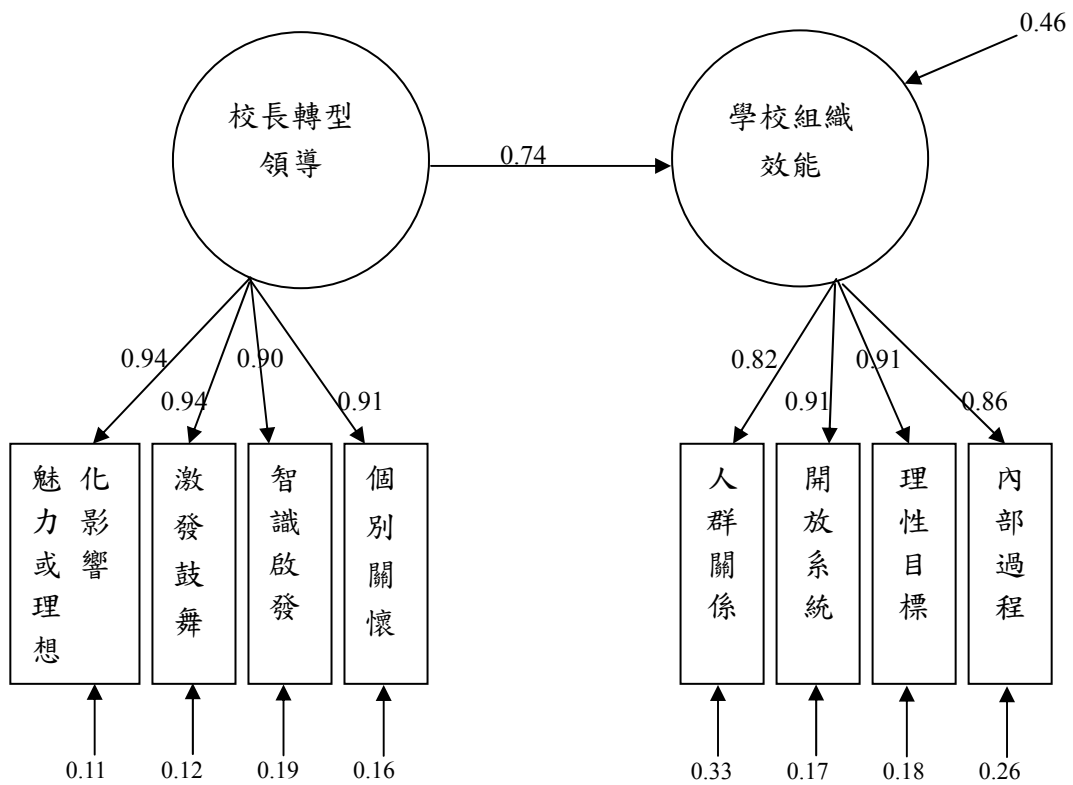 0.46
校長轉型
領導
學校組織
效能
0.74
0.94
0.94
0.90
0.91
0.82
0.91
0.91
0.86
魅力或理想
化影響
激發鼓舞
智識啟發
個別關懷
人群關係
開放系統
理性目標
內部過程
0.11
0.12
0.19
0.16
0.33
0.17
0.18
0.26